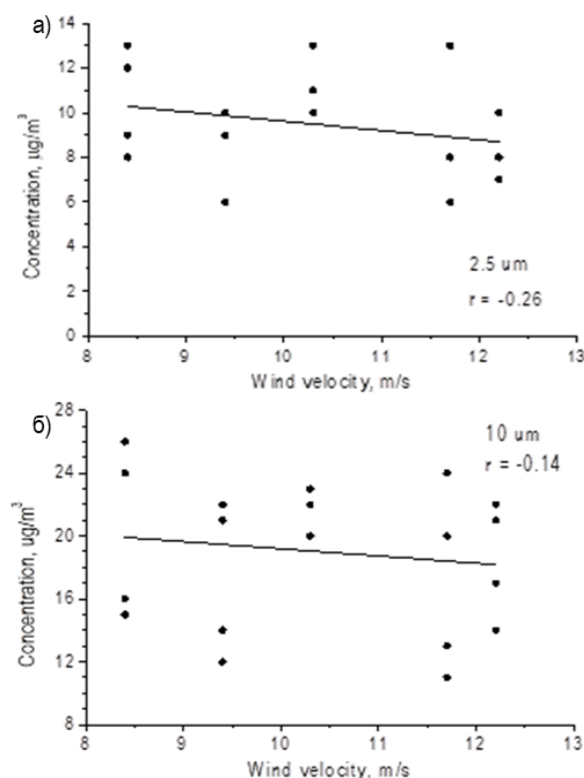 а)
14
12
10
8
6
4
2
0
Concentration, µg/m³
2.5 um
r = -0.26
8 9 10 11 12 13
Wind velocity, m/s
б)
28
24
20
16
12
8
Concentration, µg/m³
10 um
r = -0.14
8 9 10 11 12 13
Wind velocity, m/s